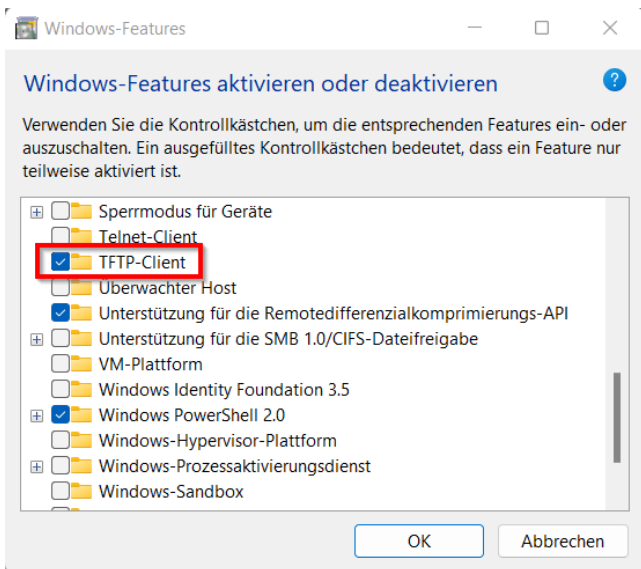 Windows-Features
Windows-Features aktivieren oder deaktivieren
?
Verwenden Sie die Kontrollkästchen, um die entsprechenden Features ein- oder
auszuschalten. Ein ausgefülltes Kontrollkästchen bedeutet, dass ein Feature nur
teilweise aktiviert ist.
Sperrmodus für Geräte
Telnet-Client
TFTP-Client
Überwachter Host
Unterstützung für die Remotedifferenzialkomprimierungs-API
Unterstützung für die SMB 1.0/CIFS-Dateifreigabe
VM-Plattform
Windows Identity Foundation 3.5
Windows PowerShell 2.0
Windows-Hypervisor-Plattform
Windows-Prozessaktivierungsdienst
Windows-Sandbox
OK
Abbrechen